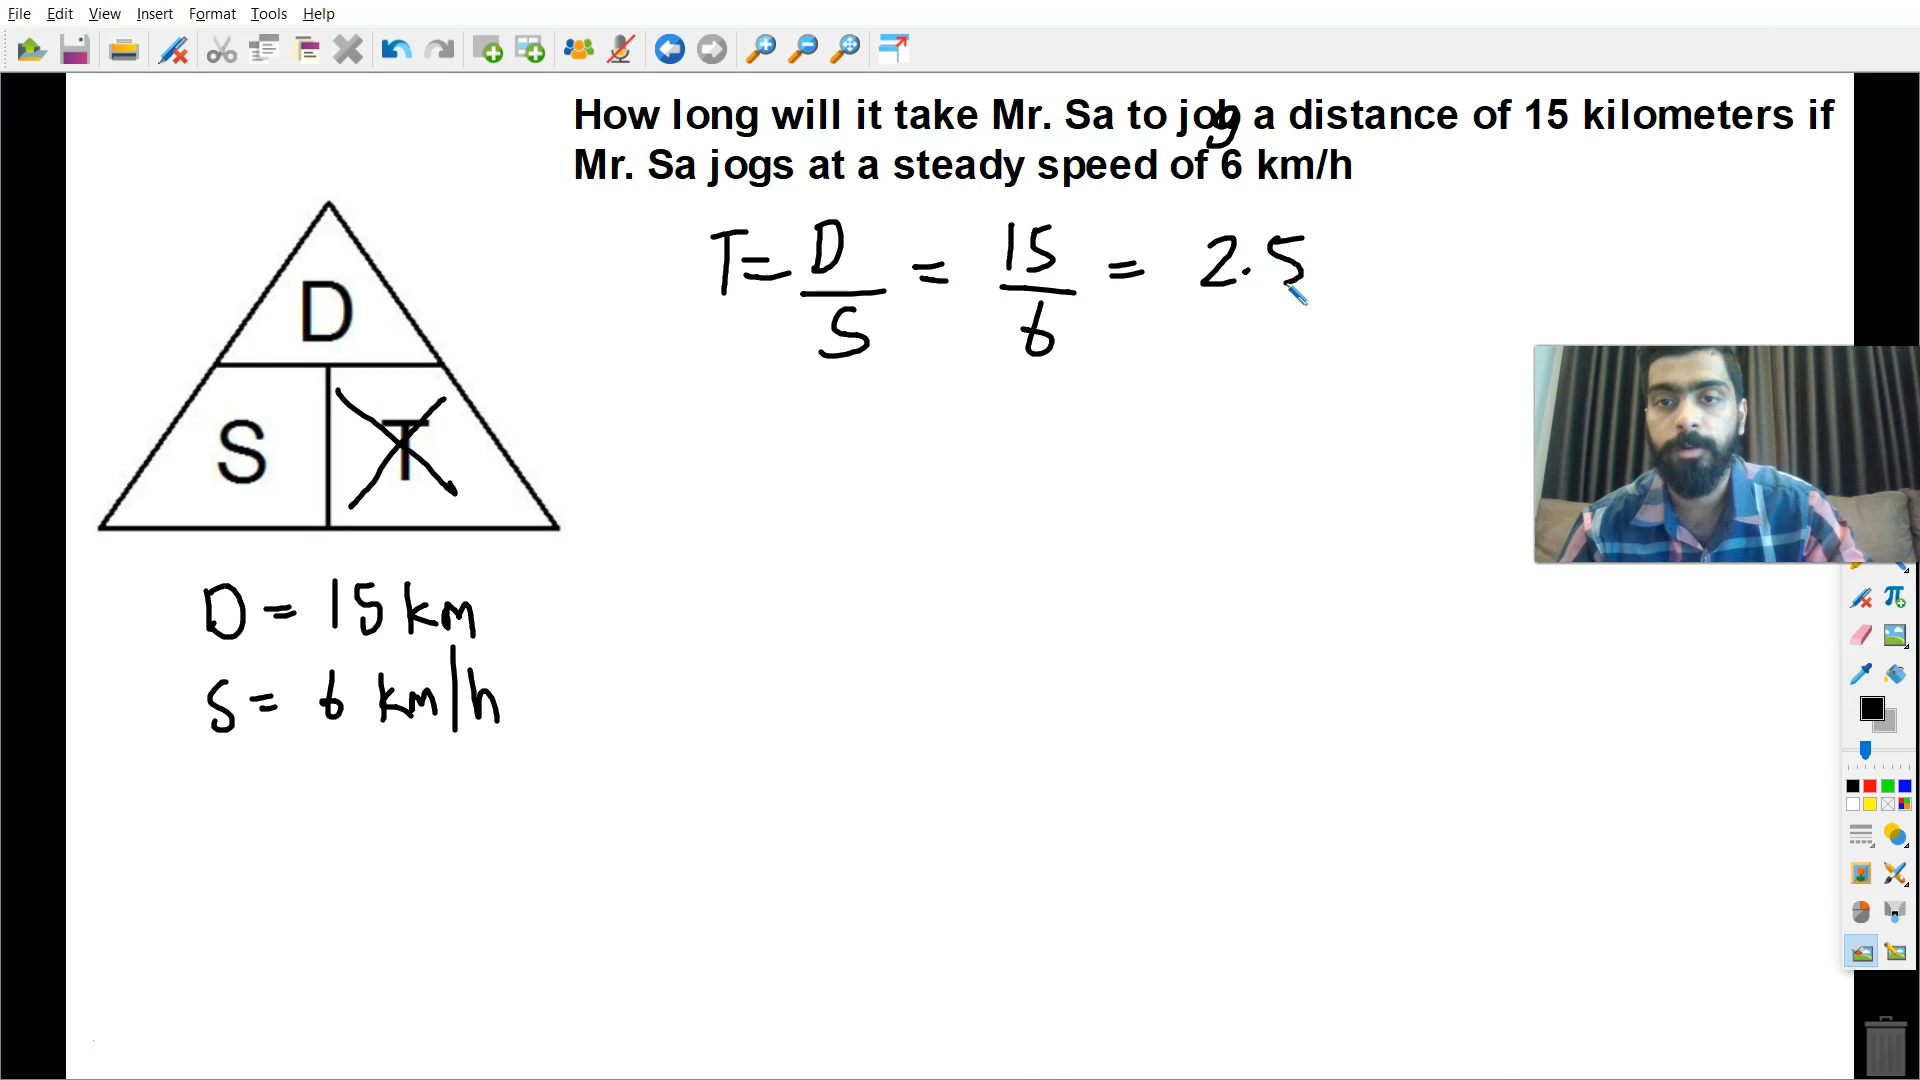 File Edit View Insert Format Tools Help
How long will it take Mr. Sa to jog a distance of 15 kilometers if
Mr. Sa jogs at a steady speed of 6 km/h
T = D/S = 15/6 = 2.5
D
S T
D = 15 km
S = 6 km/h